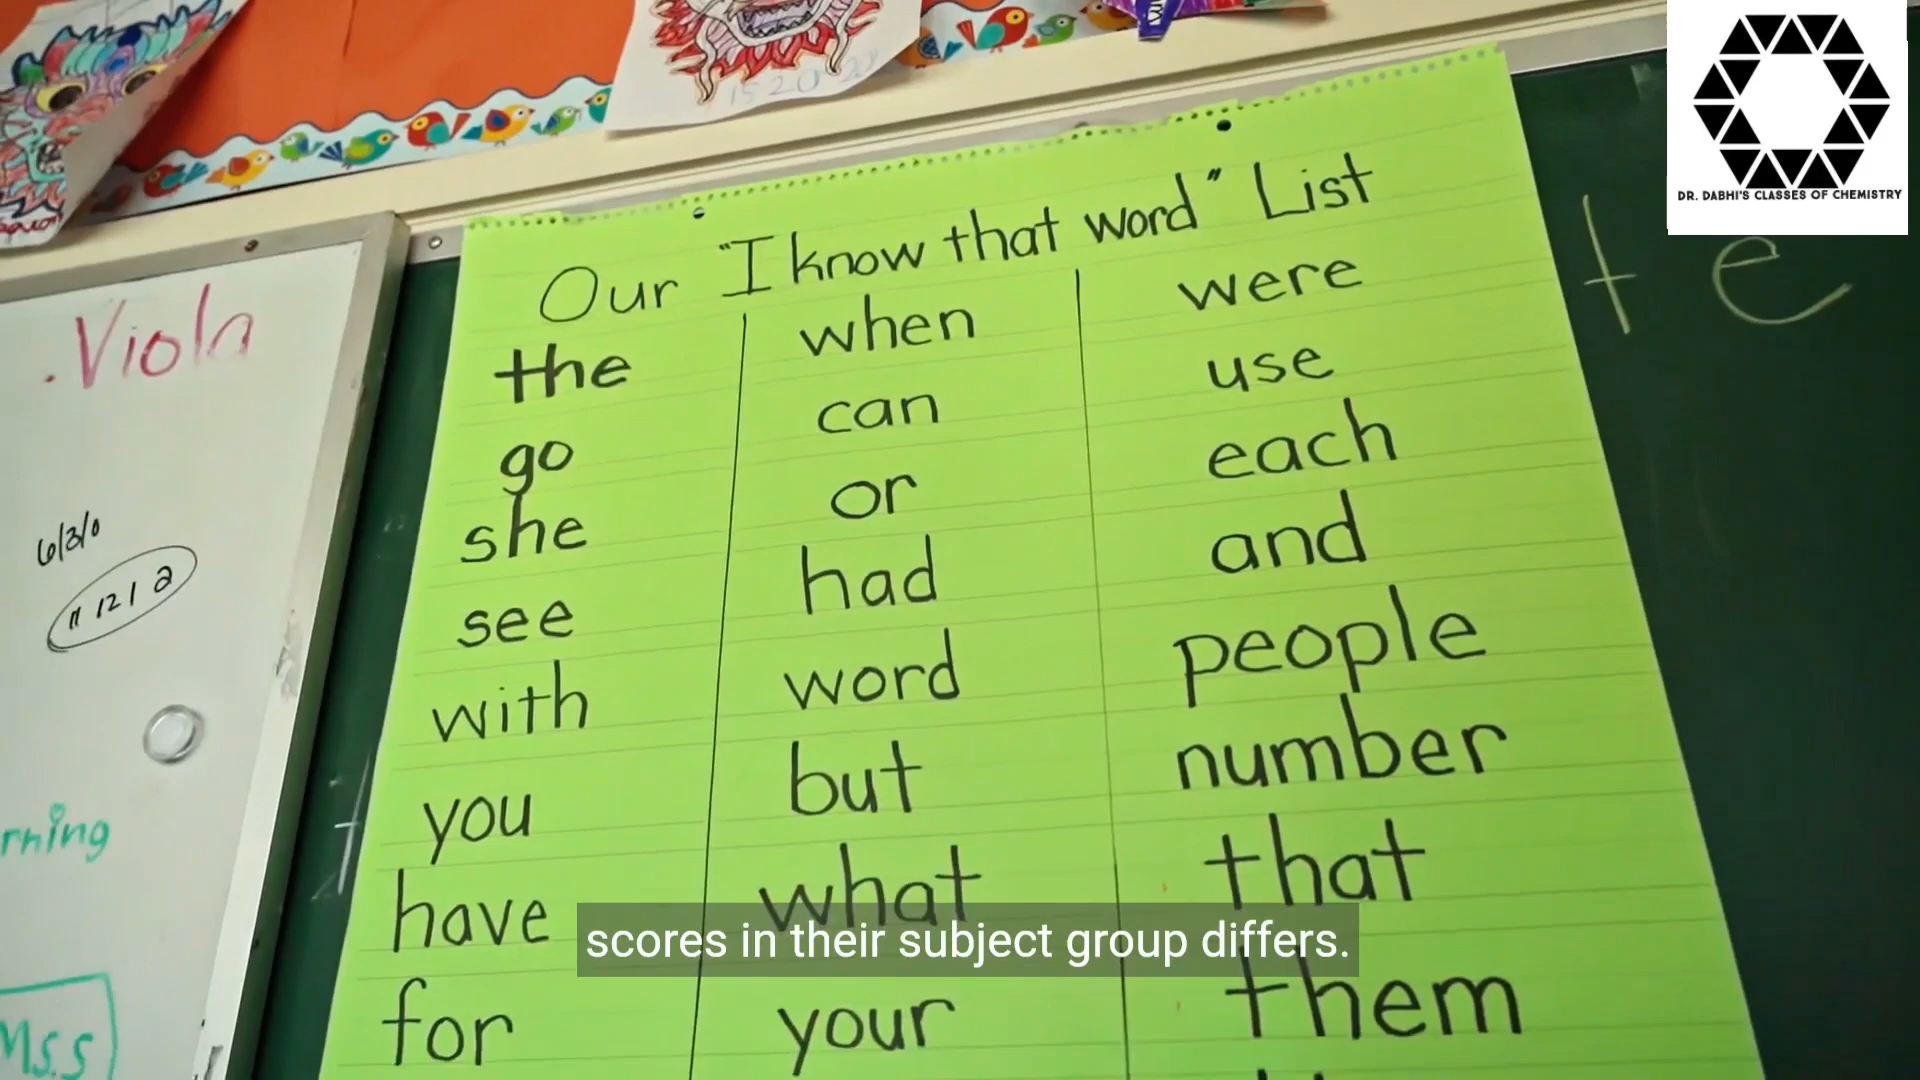 DR. DABHI'S CLASSES OF CHEMISTRY
Our "I know that word" List
the
go
she
see
with
you
have
for
when
can
or
had
word
but
what
your
were
use
each
and
people
number
that
them
t e
Viola
6/3/0
11 12 1 2
rning
Ms.S
scores in their subject group differs.